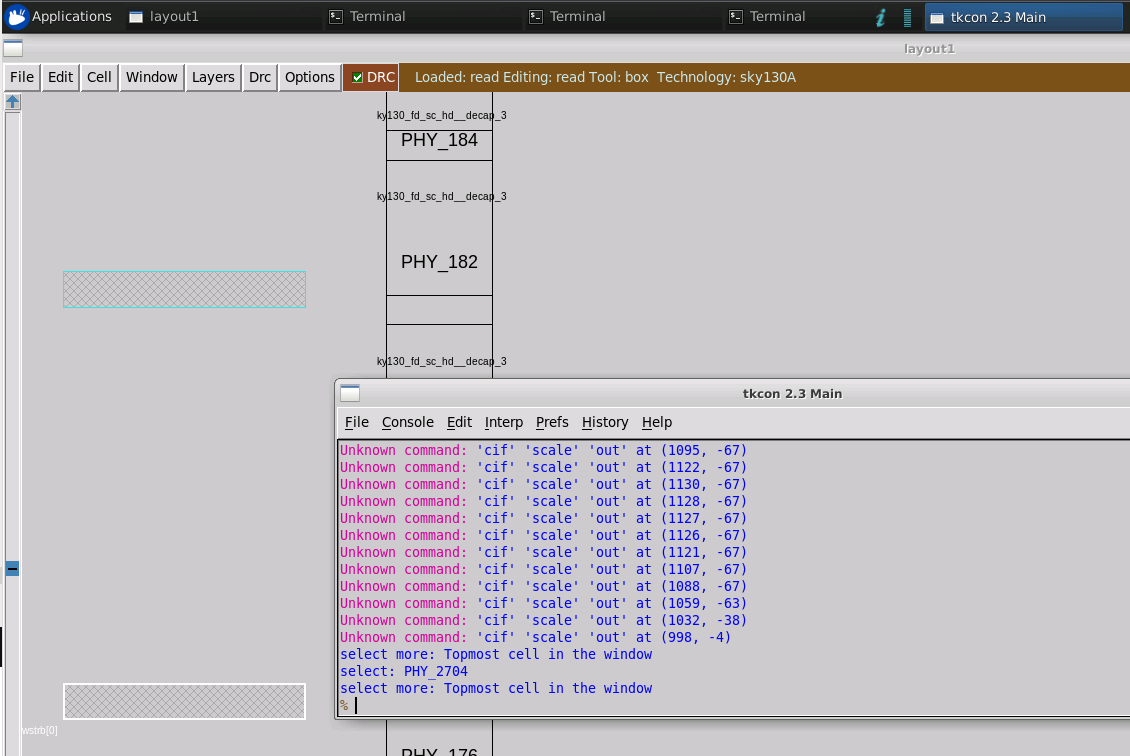 Applications layout1 Terminal Terminal Terminal i tkcon 2.3 Main
layout1
File Edit Cell Window Layers Drc Options DRC Loaded: read Editing: read Tool: box Technology: sky130A
ky130_fd_sc_hd__decap_3
PHY_184
ky130_fd_sc_hd__decap_3
PHY_182
ky130_fd_sc_hd__decap_3
tkcon 2.3 Main
File Console Edit Interp Prefs History Help
Unknown command: 'cif' 'scale' 'out' at (1095, -67)
Unknown command: 'cif' 'scale' 'out' at (1122, -67)
Unknown command: 'cif' 'scale' 'out' at (1130, -67)
Unknown command: 'cif' 'scale' 'out' at (1128, -67)
Unknown command: 'cif' 'scale' 'out' at (1127, -67)
Unknown command: 'cif' 'scale' 'out' at (1126, -67)
Unknown command: 'cif' 'scale' 'out' at (1121, -67)
Unknown command: 'cif' 'scale' 'out' at (1107, -67)
Unknown command: 'cif' 'scale' 'out' at (1088, -67)
Unknown command: 'cif' 'scale' 'out' at (1059, -63)
Unknown command: 'cif' 'scale' 'out' at (1032, -38)
Unknown command: 'cif' 'scale' 'out' at (998, -4)
select more: Topmost cell in the window
select: PHY_2704
select more: Topmost cell in the window
%
wstrb[0]
PHY_176